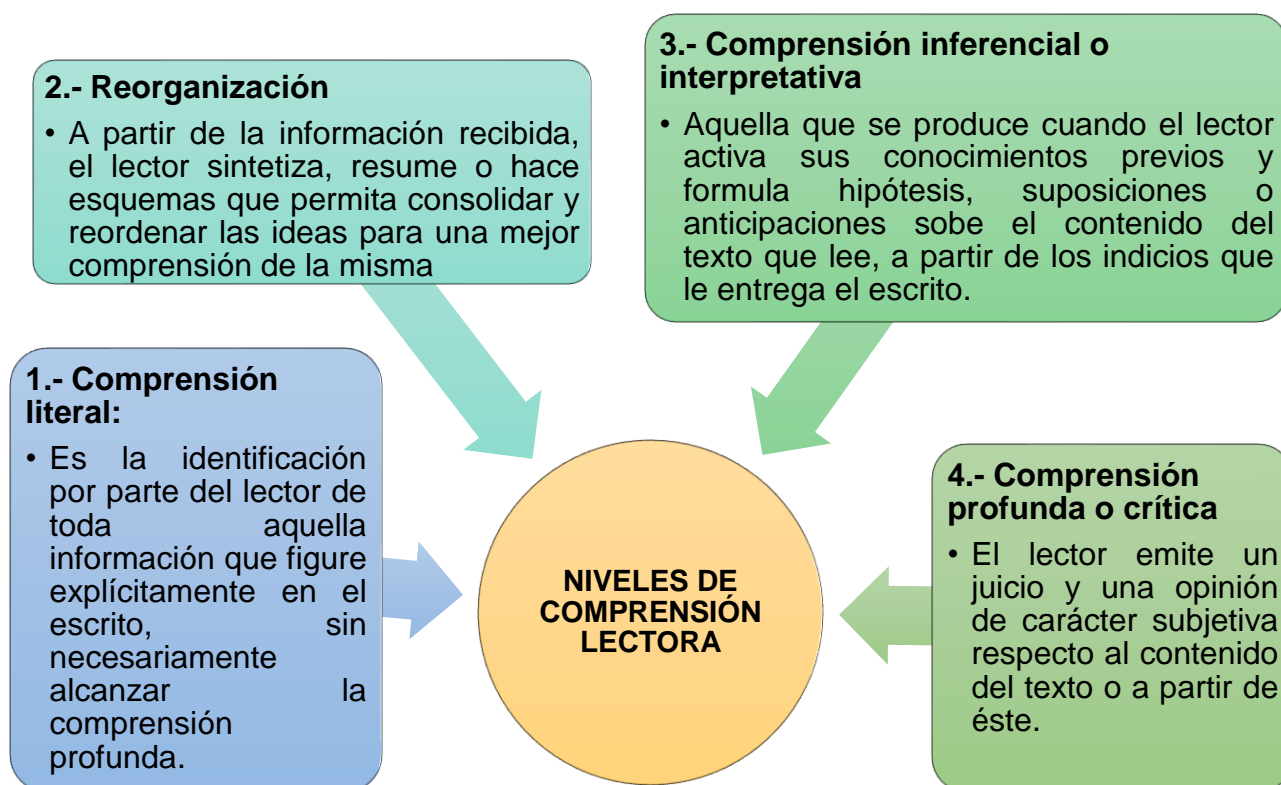 1.- Comprensión
literal:
• Es la identificación
por parte del lector de
toda aquella
información que figure
explícitamente en el
escrito, sin
necesariamente
alcanzar la
comprensión
profunda.
2.- Reorganización
• A partir de la información recibida,
el lector sintetiza, resume o hace
esquemas que permita consolidar y
reordenar las ideas para una mejor
comprensión de la misma
3.- Comprensión inferencial o
interpretativa
• Aquella que se produce cuando el lector
activa sus conocimientos previos y
formula hipótesis, suposiciones o
anticipaciones sobe el contenido del
texto que lee, a partir de los indicios que
le entrega el escrito.
4.- Comprensión
profunda o crítica
• El lector emite un
juicio y una opinión
de carácter subjetiva
respecto al contenido
del texto o a partir de
éste.
NIVELES DE
COMPRENSIÓN
LECTORA